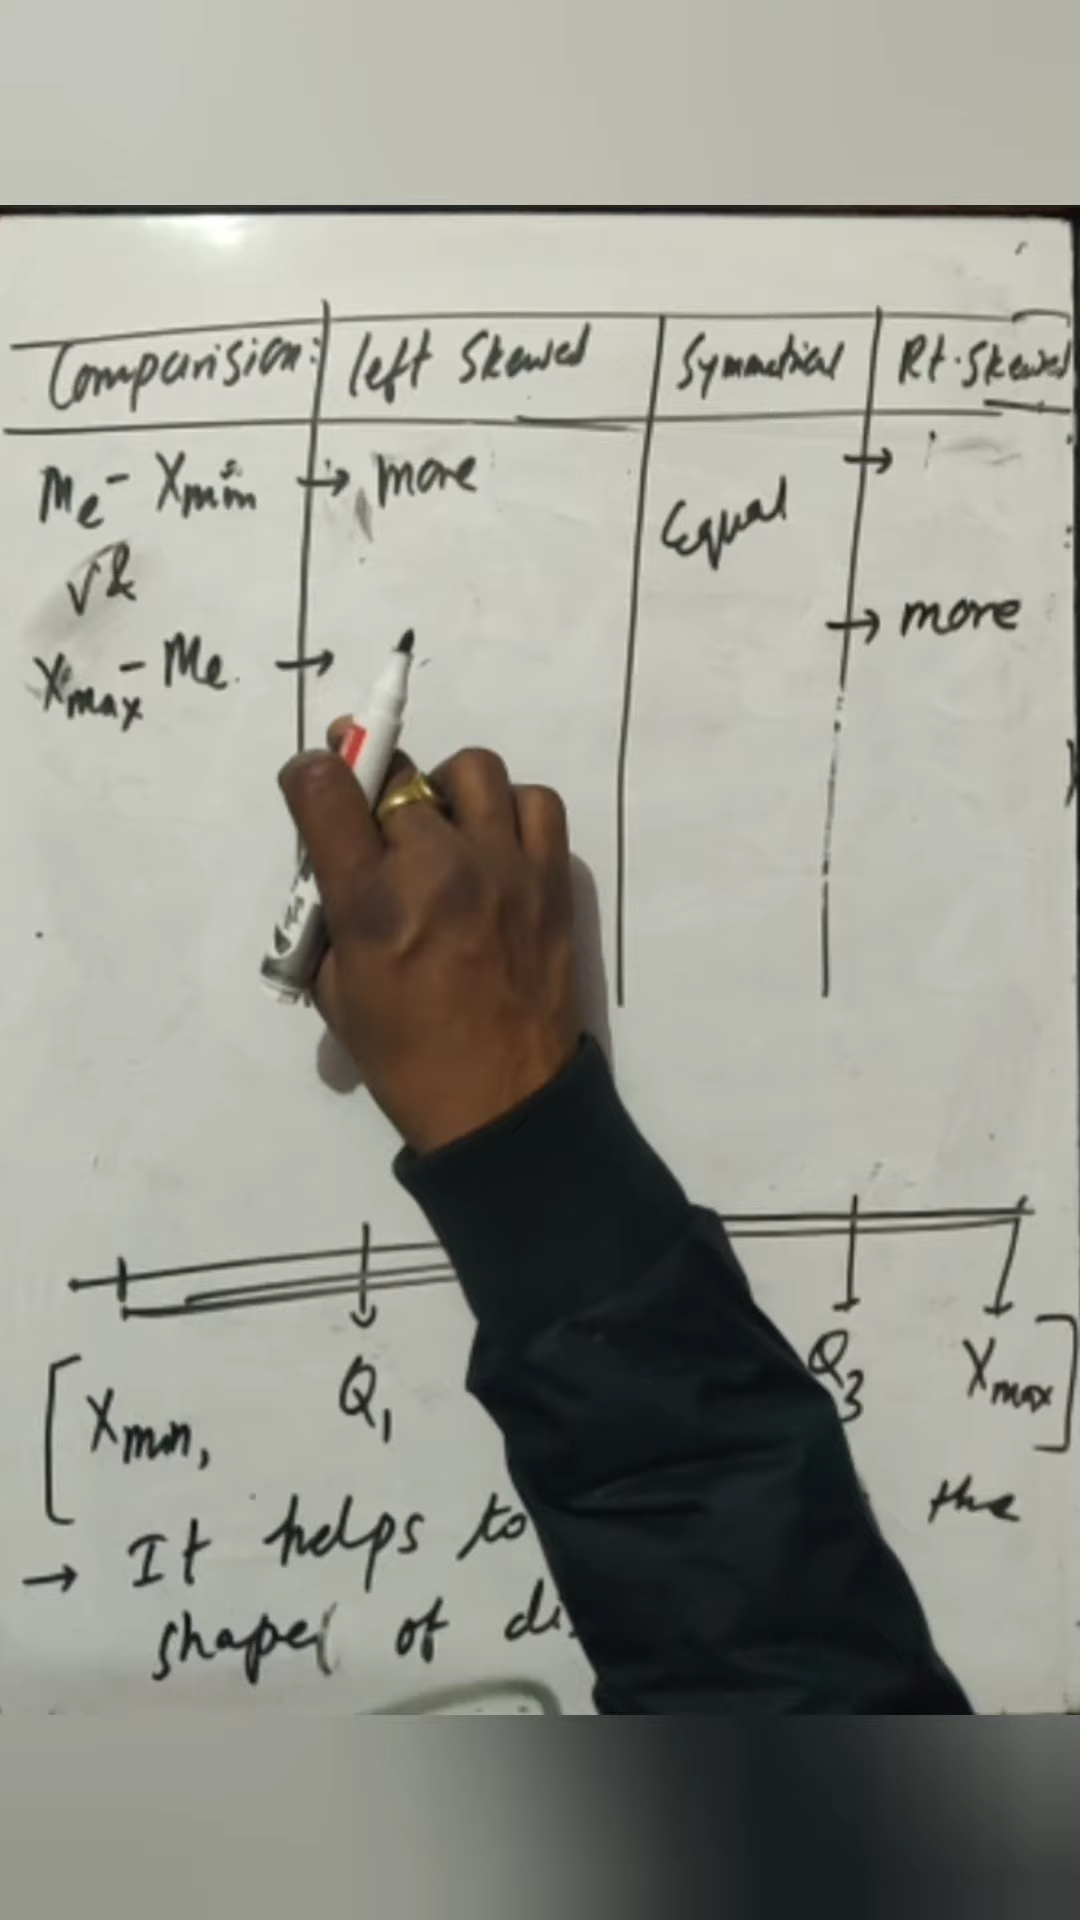 Comparision: left Skewed Symmetrical Rt. Skewed
Me - Xmin → more →
Equal
√ &
→ more
Xmax - Me →
Q1 Q3 Xmax]
[Xmin,
→ It helps to the
shape of